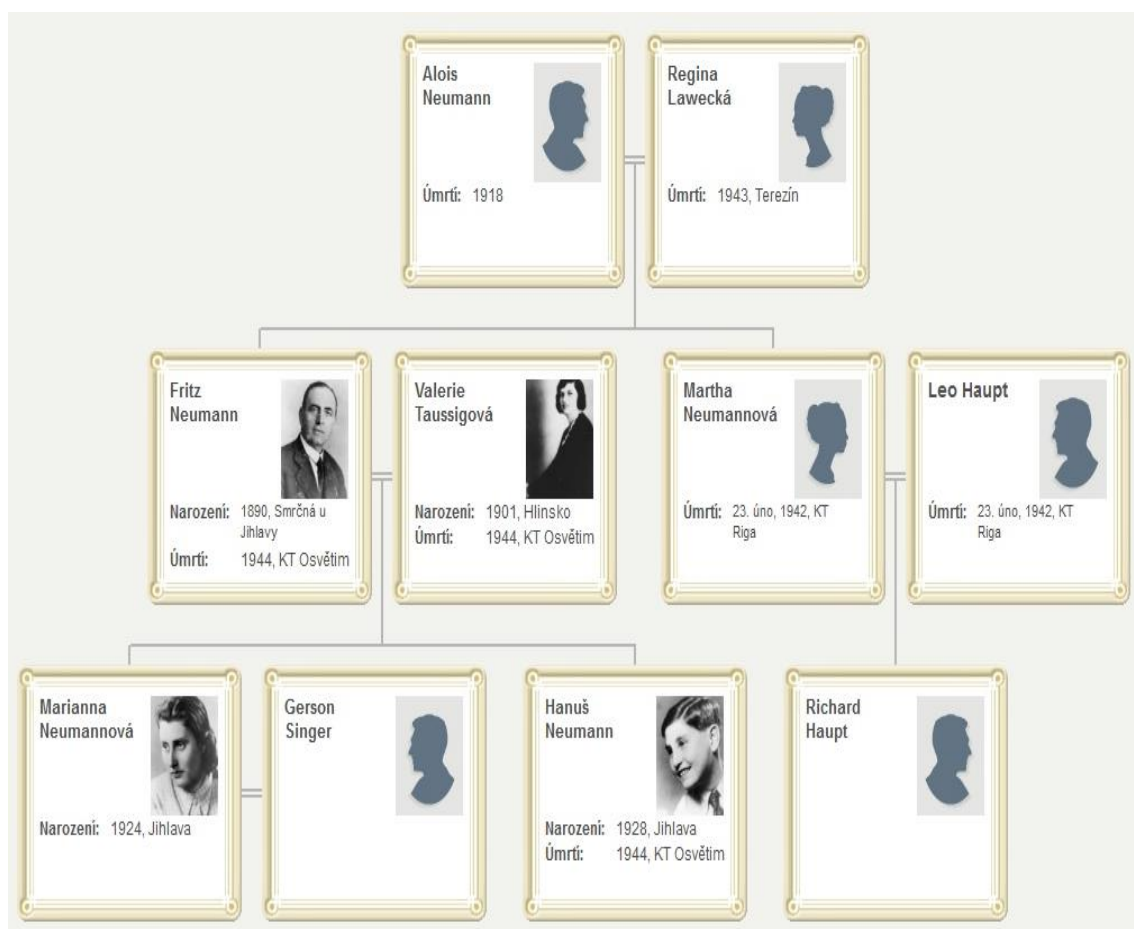 Alois
Neumann
Úmrtí: 1918
Regina
Lawecká
Úmrtí: 1943, Terezín
Fritz
Neumann
Narození: 1890, Smrčná u
Jihlavy
Úmrtí: 1944, KT Osvětim
Valerie
Taussigová
Narození: 1901, Hlinsko
Úmrtí: 1944, KT Osvětim
Martha
Neumannová
Úmrtí: 23. úno, 1942, KT
Riga
Leo Haupt
Úmrtí: 23. úno, 1942, KT
Riga
Marianna
Neumannová
Narození: 1924, Jihlava
Gerson
Singer
Hanuš
Neumann
Narození: 1928, Jihlava
Úmrtí: 1944, KT Osvětim
Richard
Haupt